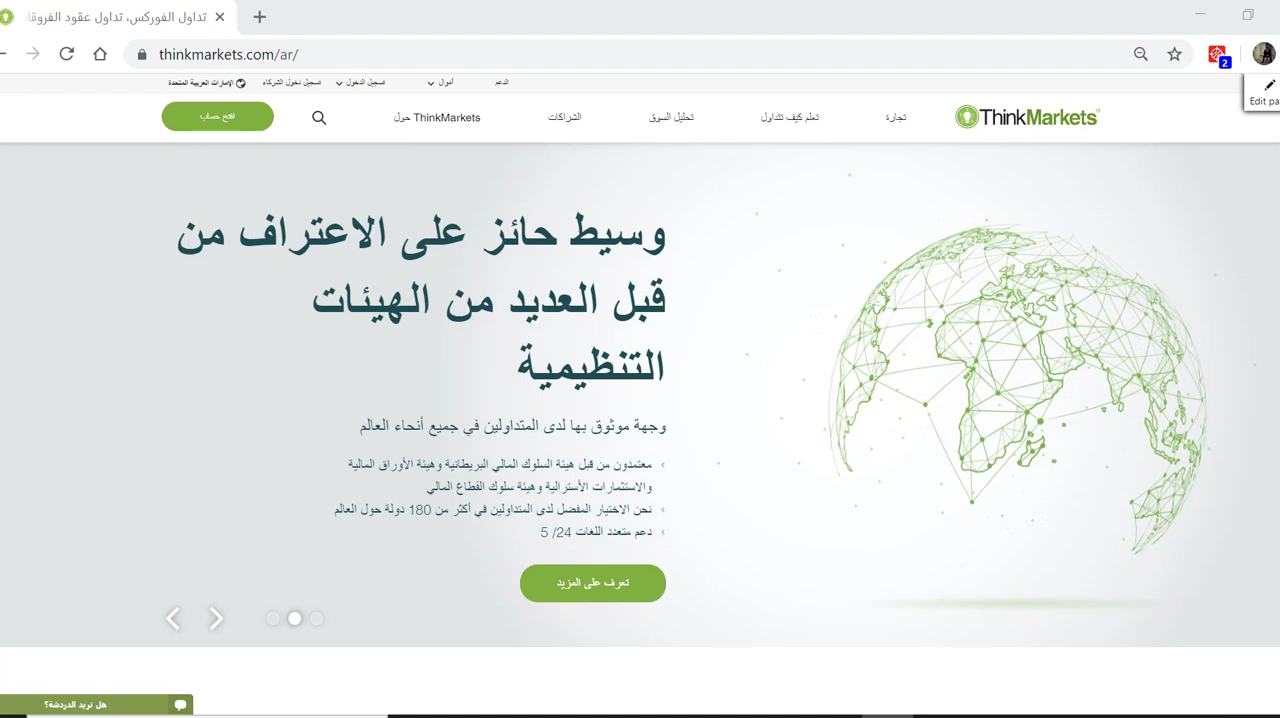 تداول الفوركس، تداول عقود الفروقا
thinkmarkets.com/ar/
2
Edit pa
الدعم
أموال
تسجيل الدخول
تسجيل دخول الشركاء
الإمارات العربية المتحدة
ThinkMarkets
تجارة
تعلم كيف تتداول
تحليل السوق
الشراكات
حول ThinkMarkets
افتح حساب
وسيط حائز على الاعتراف من
قبل العديد من الهيئات
التنظيمية
وجهة موثوق بها لدى المتداولين في جميع أنحاء العالم
معتمدون من قبل هيئة السلوك المالي البريطانية وهيئة الأوراق المالية
والاستثمارات الأسترالية وهيئة سلوك القطاع المالي
نحن الاختيار المفضل لدى المتداولين في أكثر من 180 دولة حول العالم
دعم متعدد اللغات 24/ 5
تعرف على المزيد
هل تريد الدردشة؟